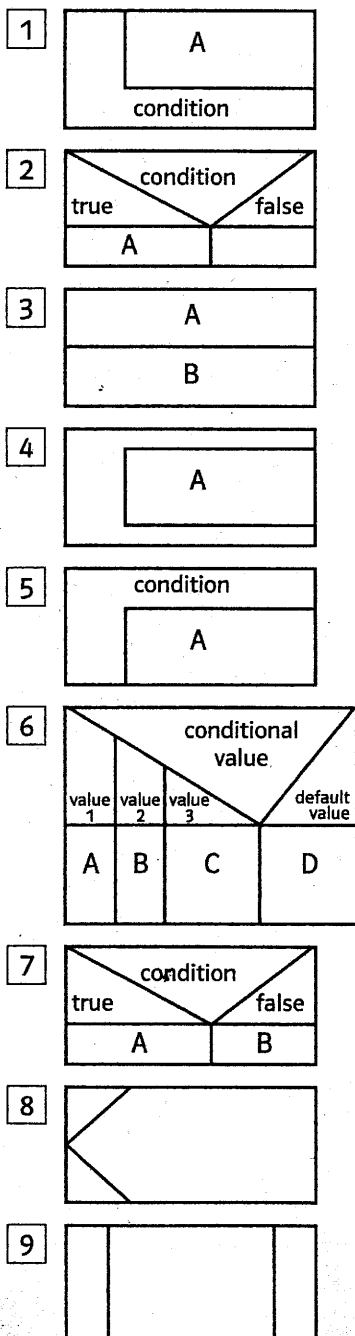 1
A
condition
2
condition
true false
A
3
A
B
4
A
5
condition
A
6
conditional
value
value value value default
1 2 3 value
A B C D
7
condition
true false
A B
8
9